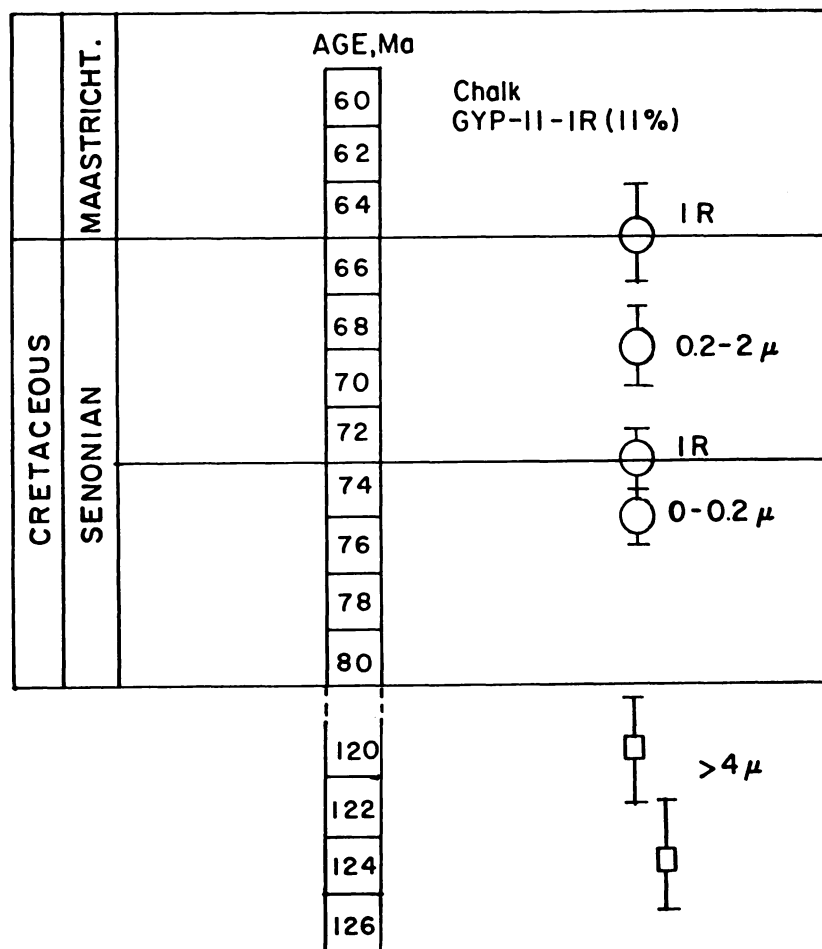 AGE, Ma
MAASTRICHT.
CRETACEOUS
SENONIAN
60
62
64
66
68
70
72
74
76
78
80
120
122
124
126
Chalk
GYP-11-IR (11%)
IR
0.2-2 μ
IR
0-0.2 μ
>4 μ